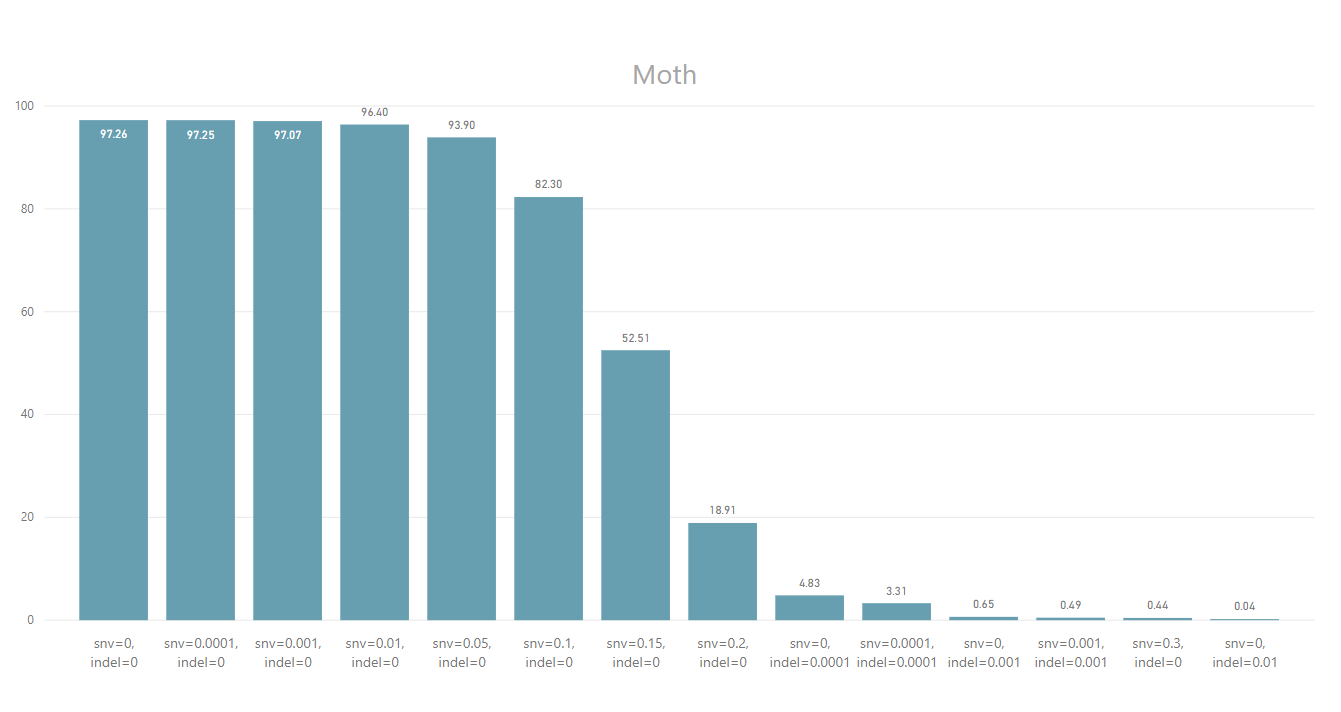 Moth
100
80
60
40
20
0
97.26
97.25
97.07
96.40
93.90
82.30
52.51
18.91
4.83
3.31
0.65
0.49
0.44
0.04
snv=0,
indel=0
snv=0.0001,
indel=0
snv=0.001,
indel=0
snv=0.01,
indel=0
snv=0.05,
indel=0
snv=0.1,
indel=0
snv=0.15,
indel=0
snv=0.2,
indel=0
snv=0,
indel=0.0001
snv=0.0001,
indel=0.0001
snv=0,
indel=0.001
snv=0.001,
indel=0.001
snv=0.3,
indel=0
snv=0,
indel=0.01